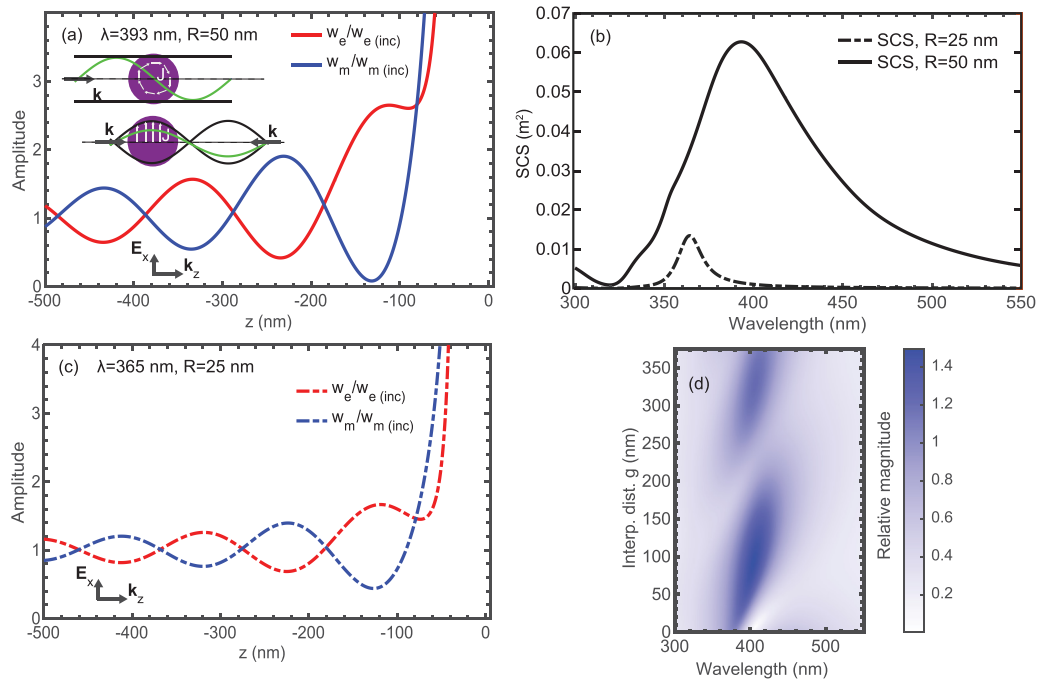 (a) λ=393 nm, R=50 nm
w_e/w_e (inc)
w_m/w_m (inc)
J
k
k k
J
E_x
k_z
Amplitude
0
1
2
3
-500 -400 -300 -200 -100 0
z (nm)
(b)
SCS, R=25 nm
SCS, R=50 nm
SCS (m²)
0.07
0.06
0.05
0.04
0.03
0.02
0.01
0
300 350 400 450 500 550
Wavelength (nm)
(c) λ=365 nm, R=25 nm
w_e/w_e (inc)
w_m/w_m (inc)
E_x
k_z
Amplitude
4
3
2
1
0
-500 -400 -300 -200 -100 0
z (nm)
(d)
Interp. dist. g (nm)
350
300
250
200
150
100
50
0
300 400 500
Wavelength (nm)
Relative magnitude
1.4
1.2
1
0.8
0.6
0.4
0.2